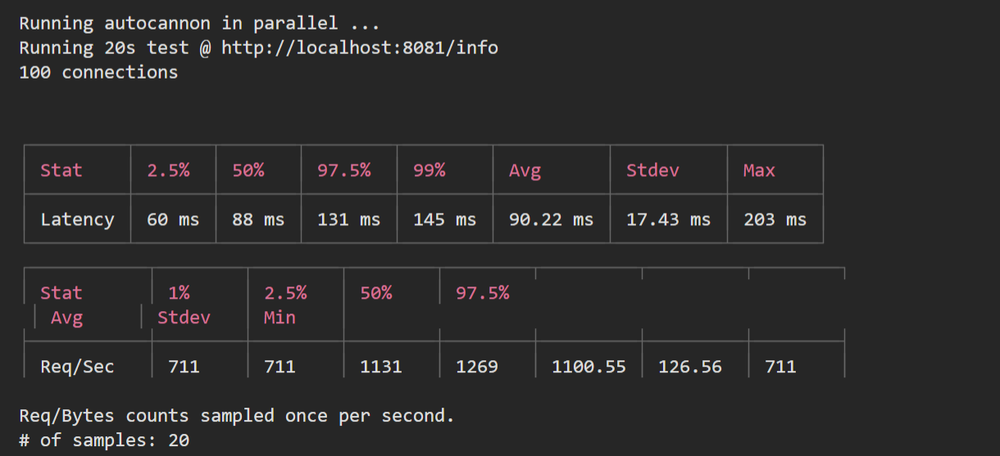 Running autocannon in parallel ...
Running 20s test @ http://localhost:8081/info
100 connections
Stat 2.5% 50% 97.5% 99% Avg Stdev Max
Latency 60 ms 88 ms 131 ms 145 ms 90.22 ms 17.43 ms 203 ms
Stat 1% 2.5% 50% 97.5%
Avg Stdev Min
Req/Sec 711 711 1131 1269 1100.55 126.56 711
Req/Bytes counts sampled once per second.
# of samples: 20